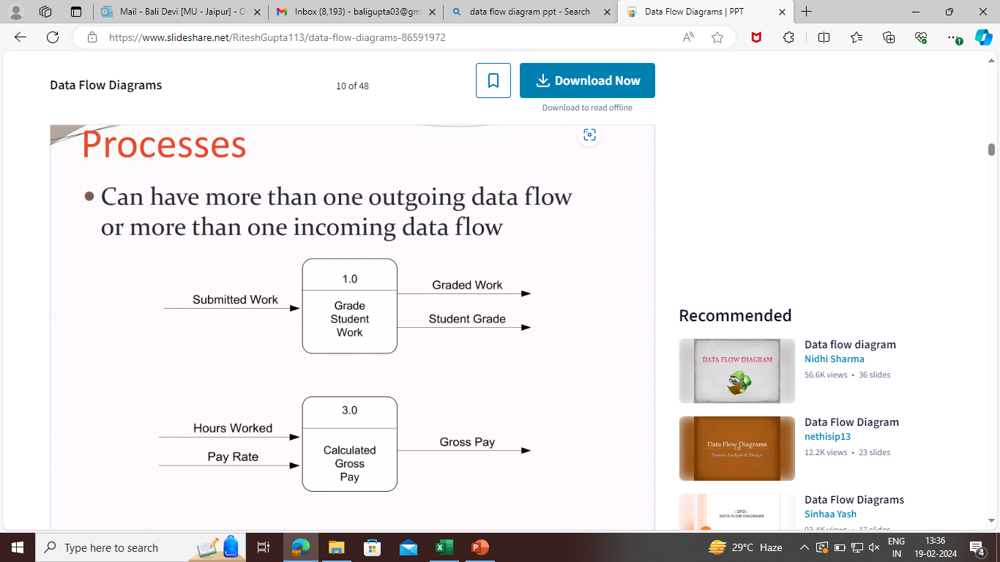 Mail - Bali Devi [MU - Jaipur] - O
Inbox (8,193) - baligupta03@gm
data flow diagram ppt - Search
Data Flow Diagrams | PPT
https://www.slideshare.net/RiteshGupta113/data-flow-diagrams-86591972
Data Flow Diagrams
10 of 48
Download Now
Download to read offline
Processes
• Can have more than one outgoing data flow
or more than one incoming data flow
Submitted Work
1.0
Grade
Student
Work
Graded Work
Student Grade
Hours Worked
Pay Rate
3.0
Calculated
Gross
Pay
Gross Pay
Recommended
DATA FLOW DIAGRAM
Data flow diagram
Nidhi Sharma
56.6K views • 36 slides
Data Flow Diagrams
System Analysis & Design
Data Flow Diagram
nethisip13
12.2K views • 23 slides
::DFD::
DATA FLOW DIAGRAMS
Data Flow Diagrams
Sinhaa Yash
93.4K views • 17 slides
Type here to search
29°C Haze
ENG
IN
13:36
19-02-2024
4